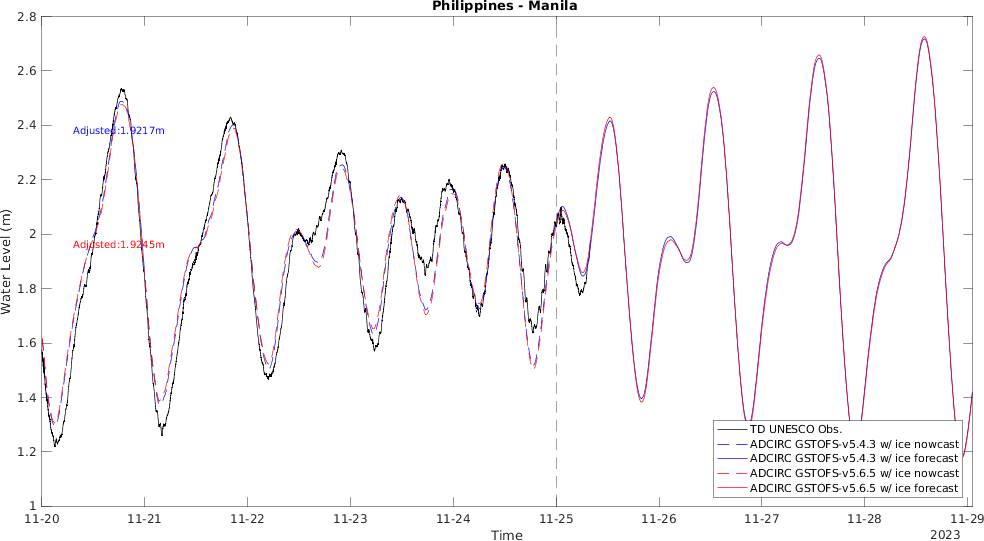 Philippines - Manila
2.8
2.6
2.4
2.2
2
1.8
1.6
1.4
1.2
1
Water Level (m)
Adjusted:1.9217m
Adjusted:1.9245m
TD UNESCO Obs.
ADCIRC GSTOFS-v5.4.3 w/ ice nowcast
ADCIRC GSTOFS-v5.4.3 w/ ice forecast
ADCIRC GSTOFS-v5.6.5 w/ ice nowcast
ADCIRC GSTOFS-v5.6.5 w/ ice forecast
11-20 11-21 11-22 11-23 11-24 11-25 11-26 11-27 11-28 11-29
Time
2023